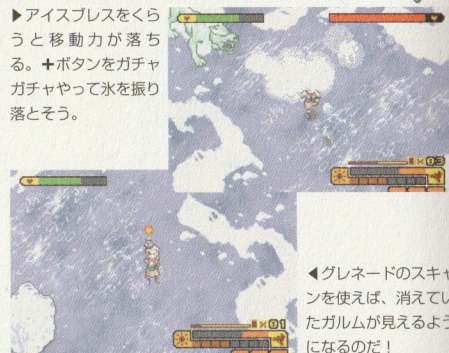 ▶アイスブレスをくら
うと移動力が落ち
る。✚ボタンをガチャ
ガチャやって氷を振り
落とそう。
×03
×01
◀グレネードのスキャ
ンを使えば、消えてい
たガルムが見えるよう
になるのだ！